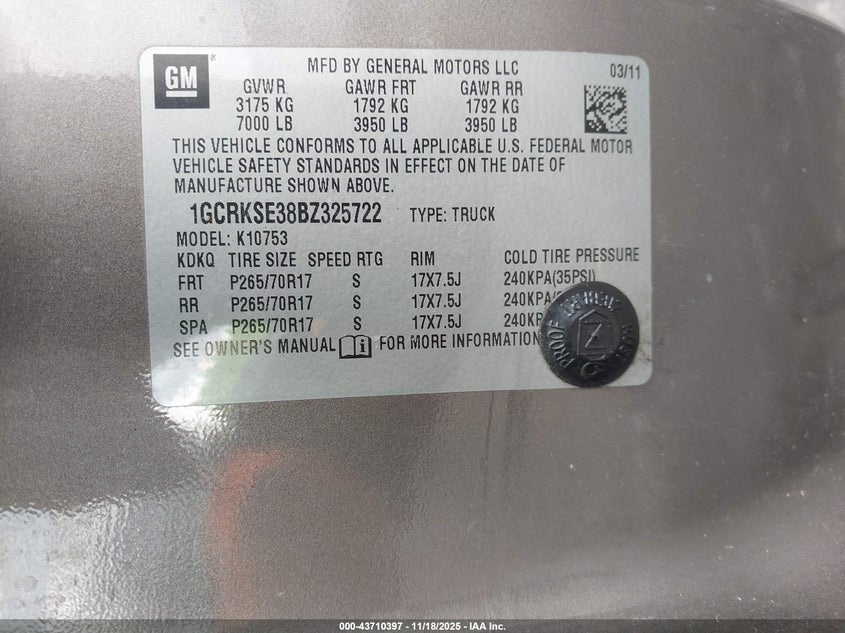 GM
MFD BY GENERAL MOTORS LLC 03/11
GVWR GAWR FRT GAWR RR
3175 KG 1792 KG 1792 KG
7000 LB 3950 LB 3950 LB
THIS VEHICLE CONFORMS TO ALL APPLICABLE U.S. FEDERAL MOTOR
VEHICLE SAFETY STANDARDS IN EFFECT ON THE DATE OF
MANUFACTURE SHOWN ABOVE.
1GCRKSE38BZ325722 TYPE: TRUCK
MODEL: K10753
KDKQ TIRE SIZE SPEED RTG RIM COLD TIRE PRESSURE
FRT P265/70R17 S 17X7.5J 240KPA(35PSI)
RR P265/70R17 S 17X7.5J 240KPA
SPA P265/70R17 S 17X7.5J 240KP
SEE OWNER'S MANUAL FOR MORE INFORMATION
PROOF
000-43710397 - 11/18/2025 - IAA Inc.